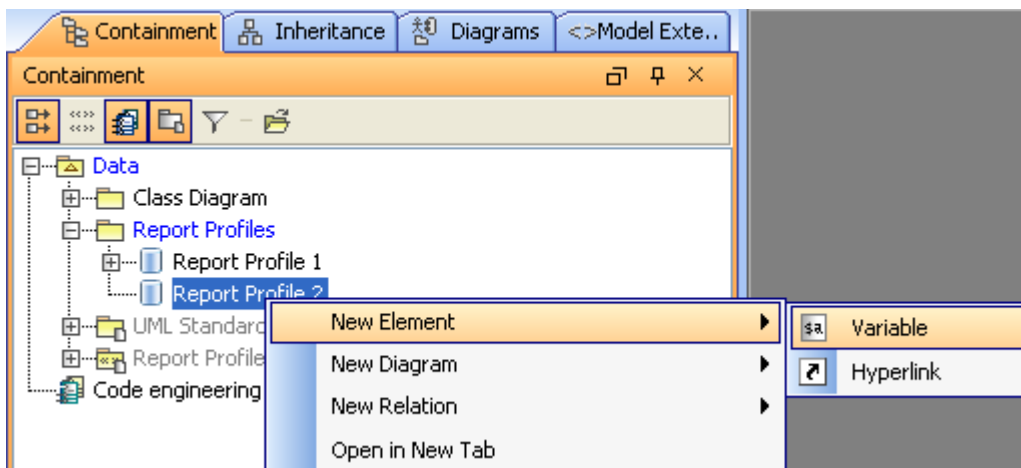 Containment Inheritance Diagrams <>Model Exte..
Containment
Data
Class Diagram
Report Profiles
Report Profile 1
Report Profile 2
New Element
Variable
UML Standard
New Diagram
Hyperlink
Report Profile
Code engineering
New Relation
Open in New Tab